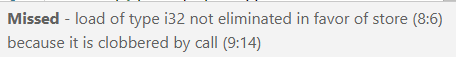 Missed - load of type i32 not eliminated in favor of store (8:6)
because it is clobbered by call (9:14)